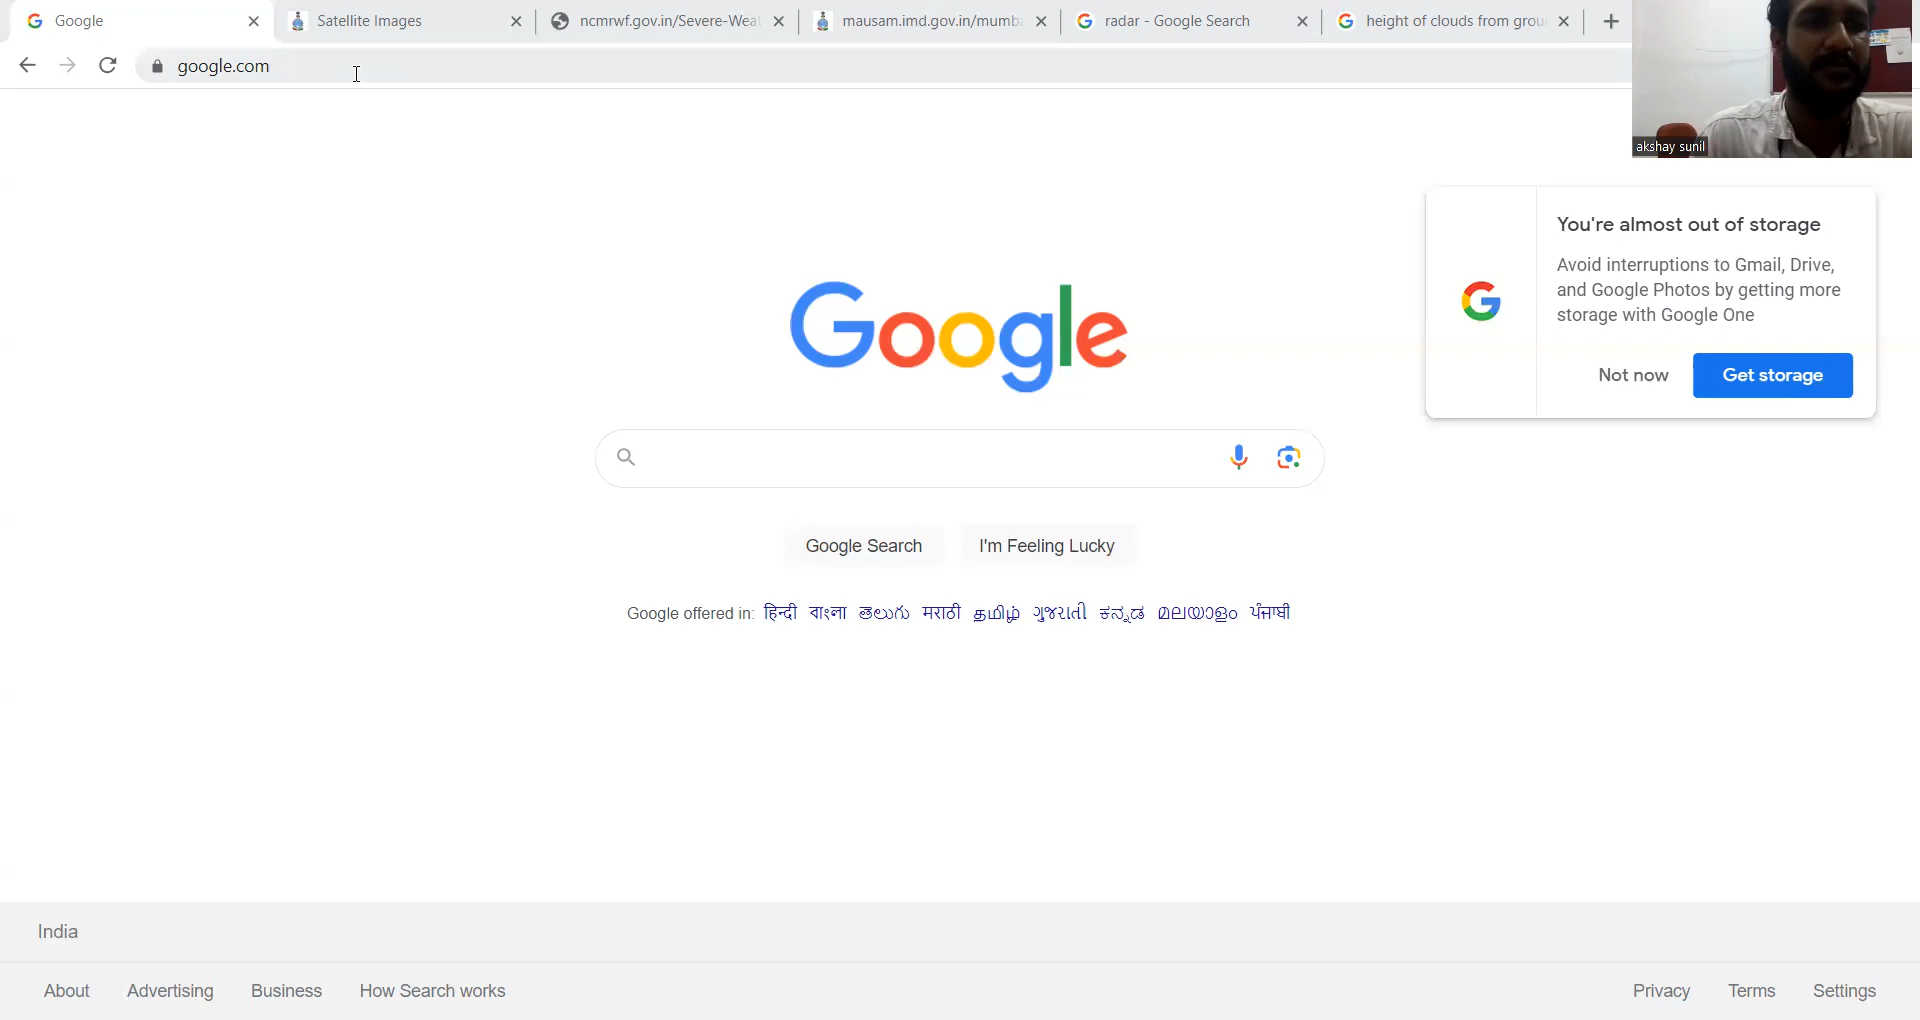 Google
Satellite Images
ncmrwf.gov.in/Severe-Weat
mausam.imd.gov.in/mumba
radar - Google Search
height of clouds from grou
google.com
akshay sunil
You're almost out of storage
Avoid interruptions to Gmail, Drive,
and Google Photos by getting more
storage with Google One
Not now
Get storage
Google
Google Search
I'm Feeling Lucky
Google offered in: हिन्दी বাংলা తెలుగు मराठी தமிழ் ગુજરાતી ಕನ್ನಡ മലയാളം ਪੰਜਾਬੀ
India
About
Advertising
Business
How Search works
Privacy
Terms
Settings